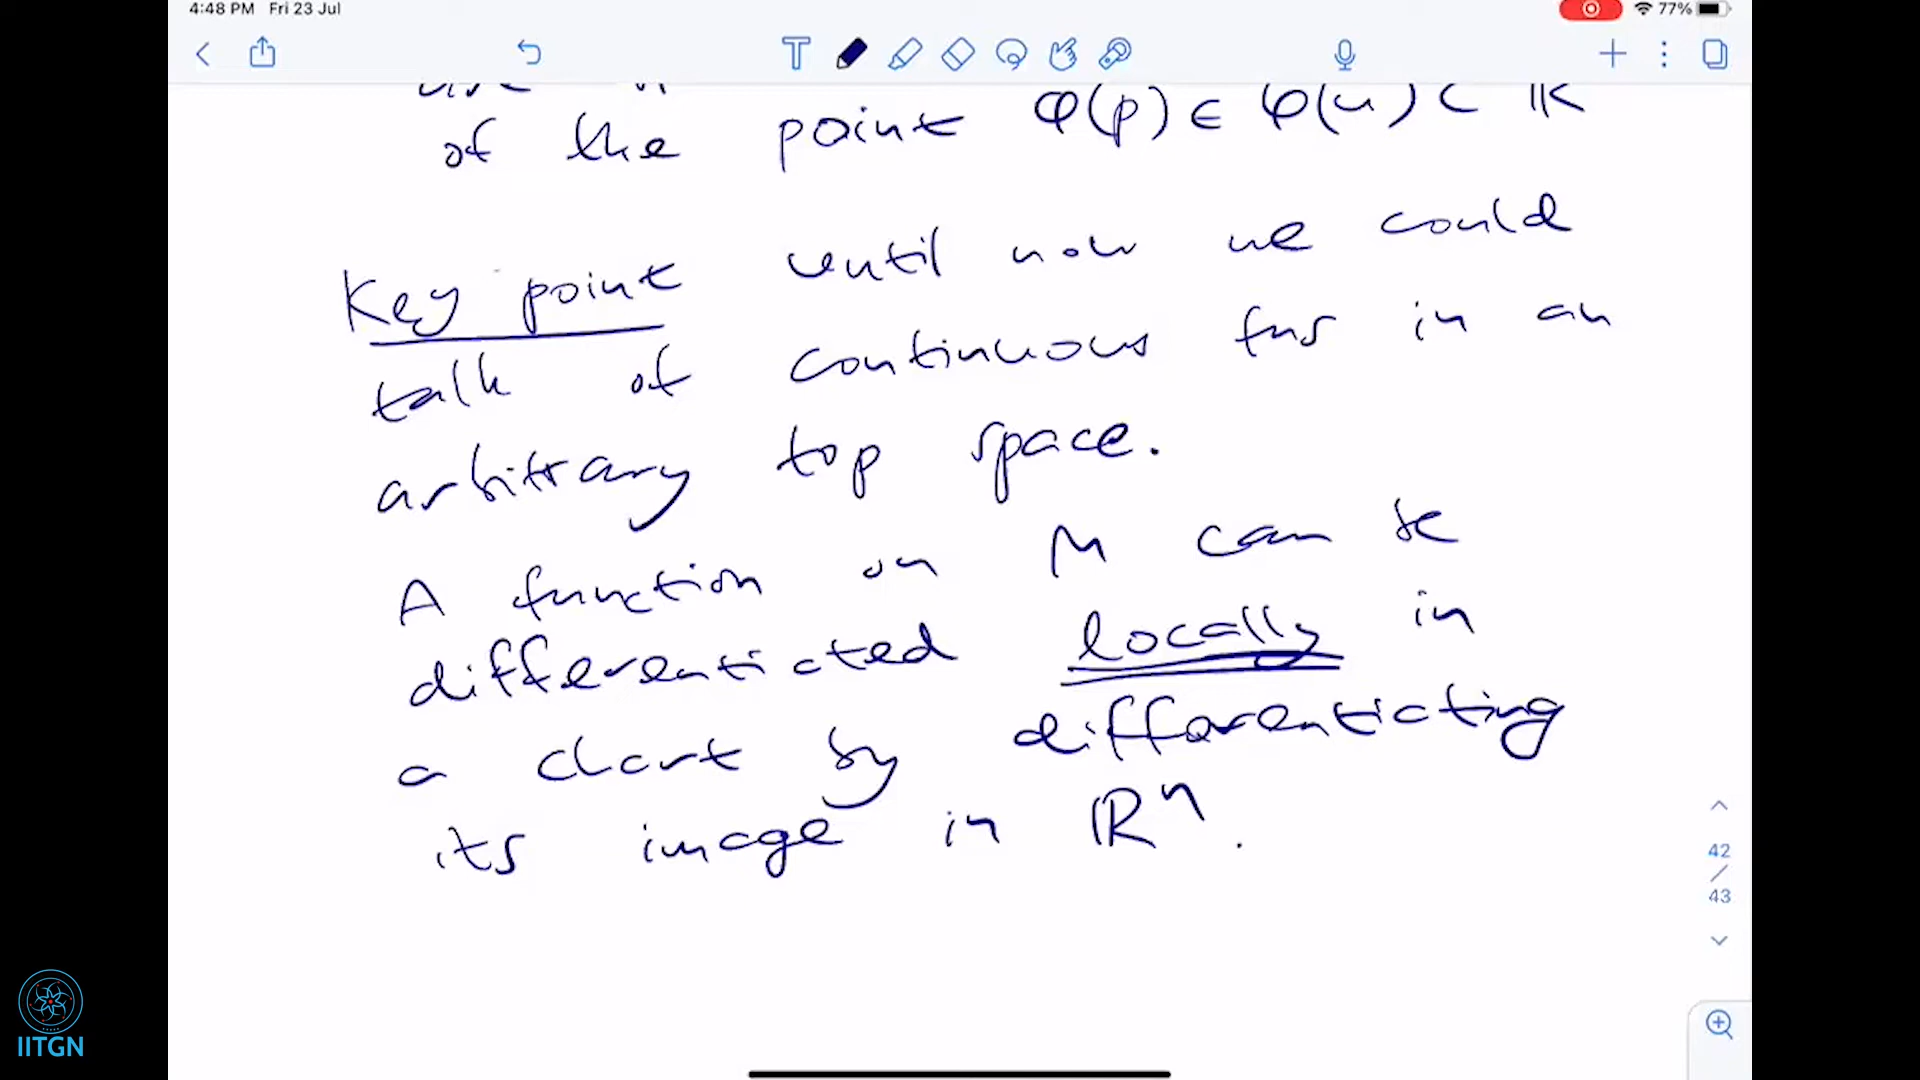 4:48 PM Fri 23 Jul 77%
of the point φ(p) ∈ φ(u) ⊂ ℝ
Key point until now we could
talk of continuous fns in an
arbitrary top space.
A function on M can be
differentiated locally in
a chart by differentiating
its image in ℝⁿ.
42
/
43
IITGN